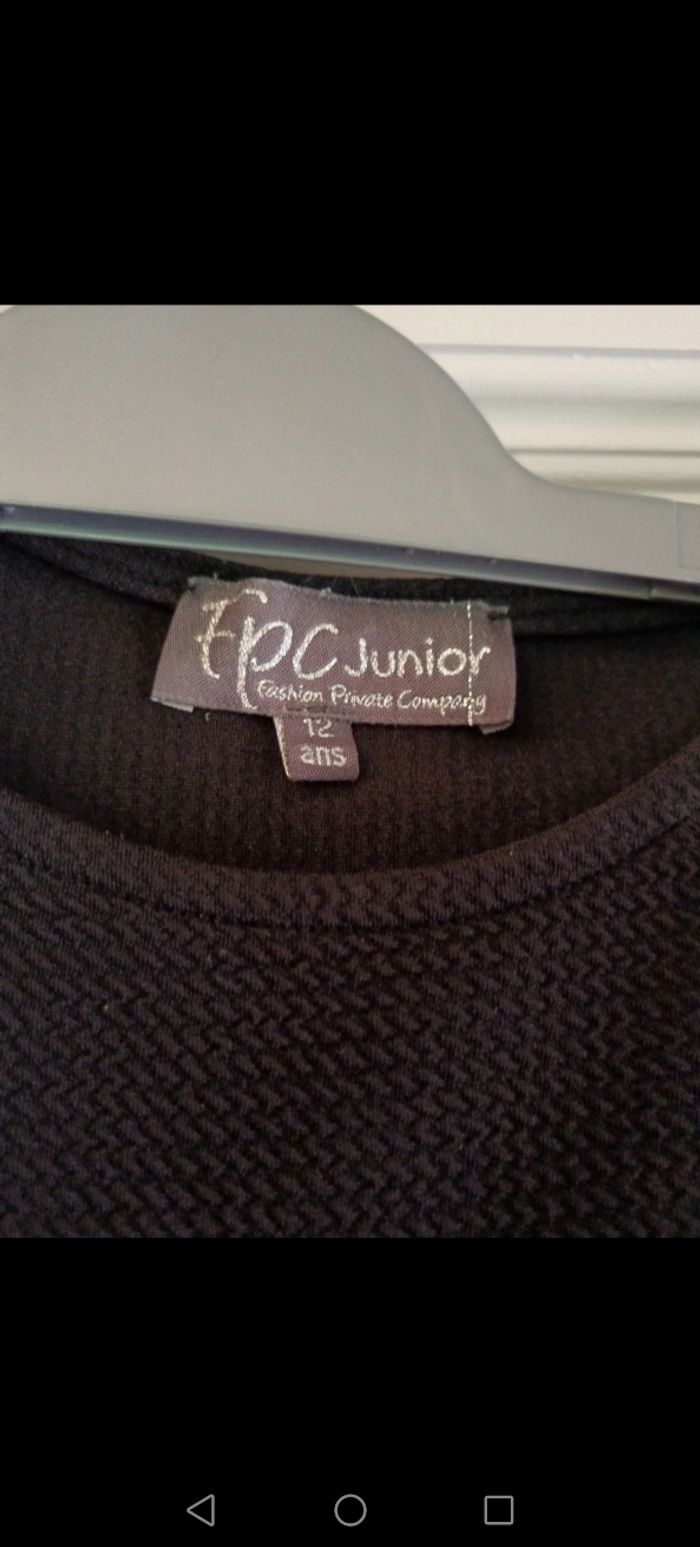 Fpc Junior
Fashion Private Company
12
ans